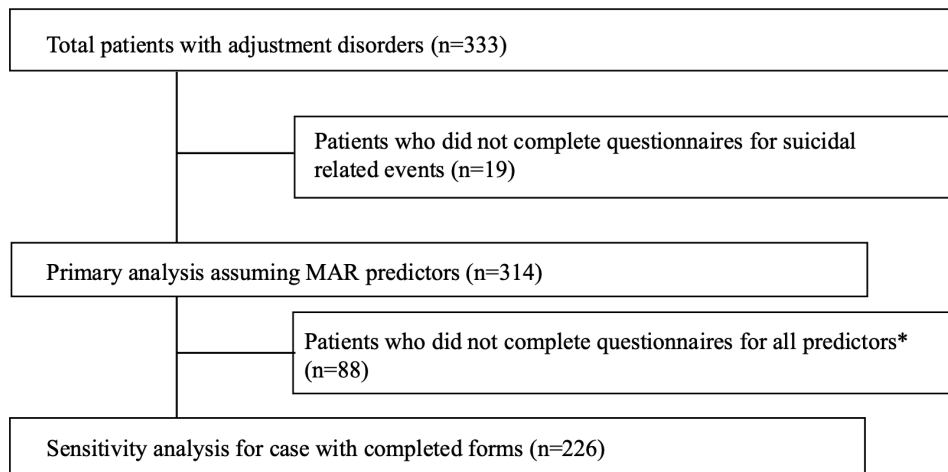 Total patients with adjustment disorders (n=333)
Patients who did not complete questionnaires for suicidal
related events (n=19)
Primary analysis assuming MAR predictors (n=314)
Patients who did not complete questionnaires for all predictors*
(n=88)
Sensitivity analysis for case with completed forms (n=226)